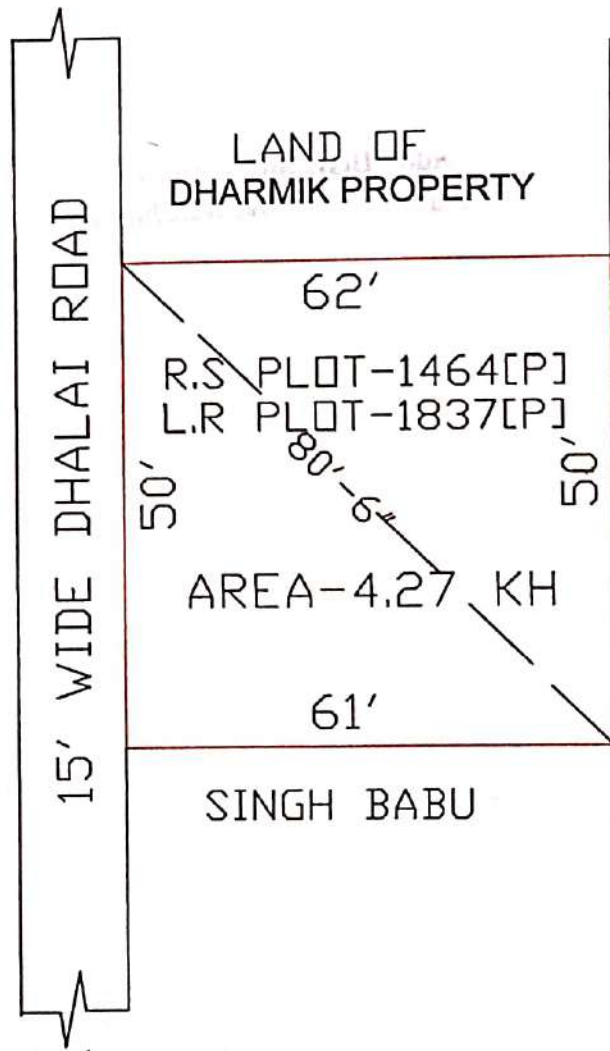 LAND OF
DHARMIK PROPERTY
62'
R.S PLOT-1464[P]
L.R PLOT-1837[P]
50'
50'
80'-6"
AREA-4.27 KH
61'
SINGH BABU
15' WIDE DHALAI ROAD